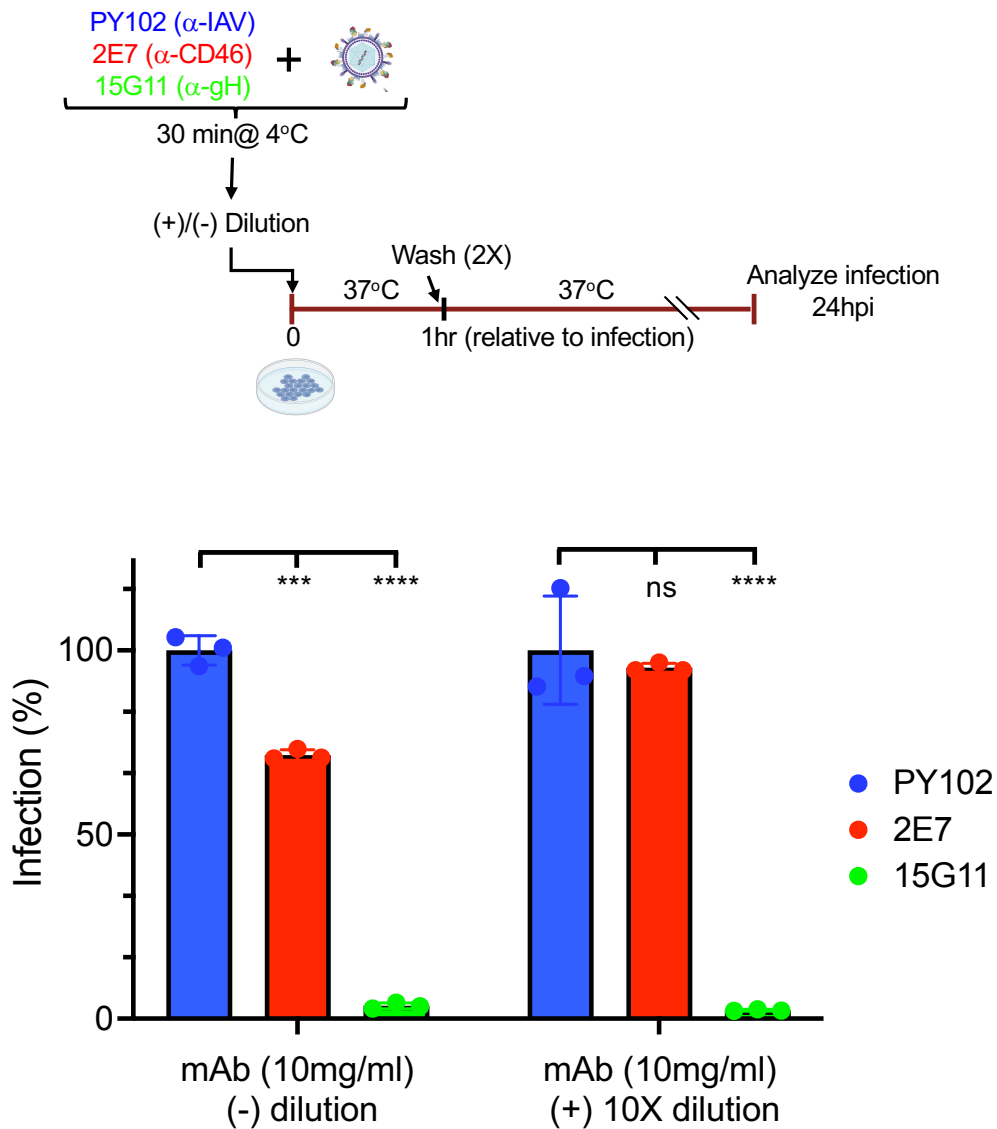 PY102 (α-IAV)
2E7 (α-CD46)
15G11 (α-gH)
+
30 min@ 4°C
(+)/(-) Dilution
Wash (2X)
37°C
37°C
Analyze infection
24hpi
0
1hr (relative to infection)
*** **** ns ****
100
50
0
Infection (%)
PY102
2E7
15G11
mAb (10mg/ml)
(-) dilution
mAb (10mg/ml)
(+) 10X dilution